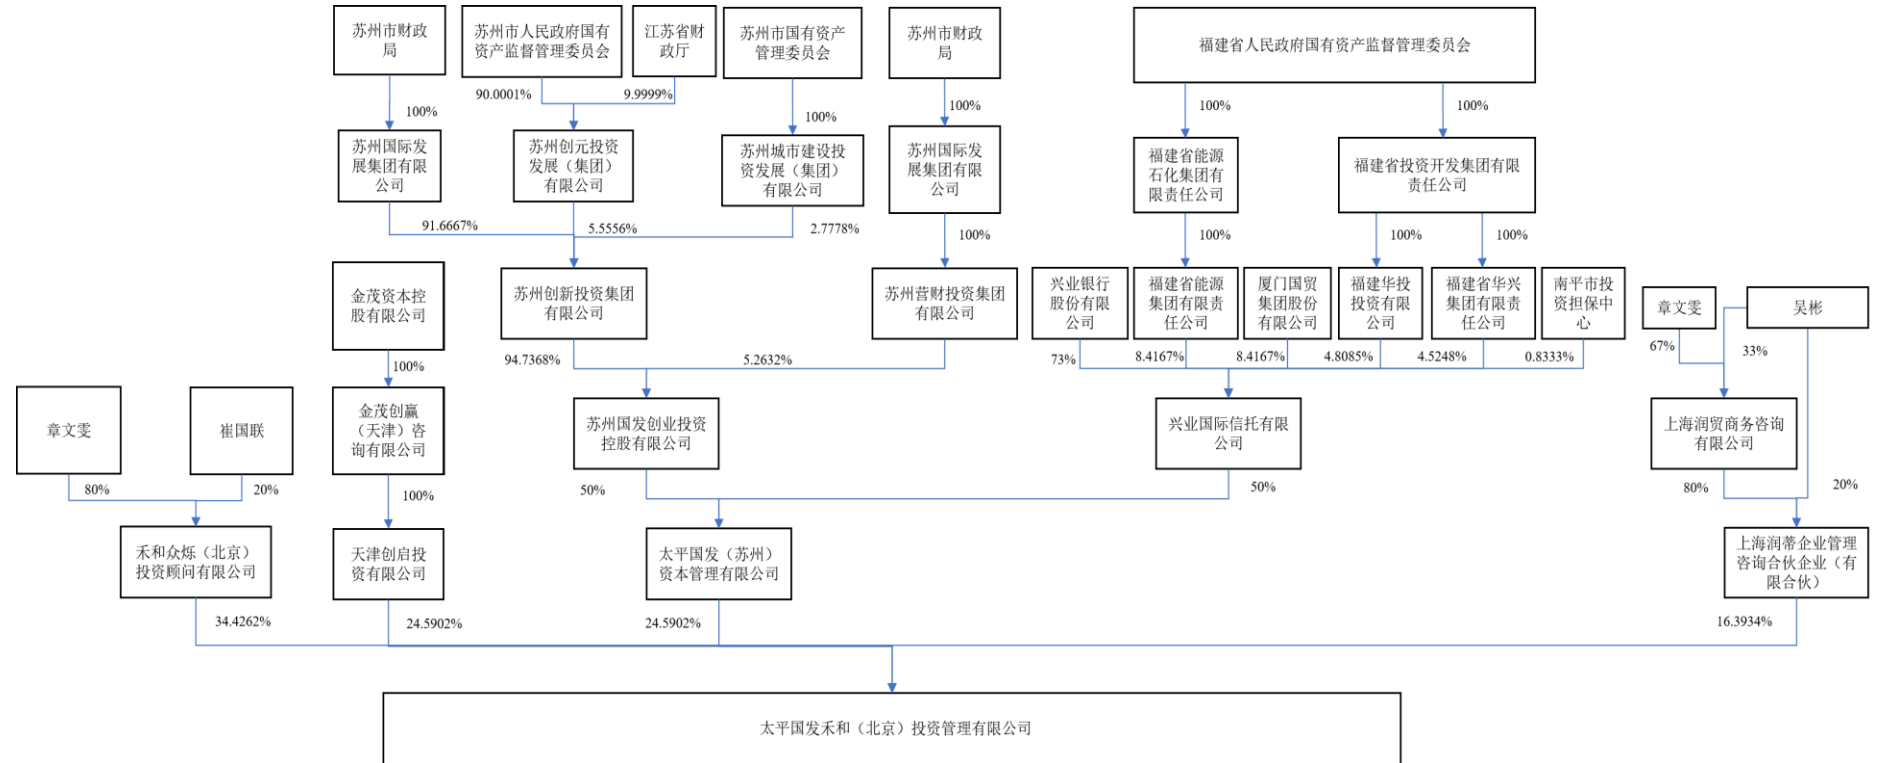 苏州市财政
局
苏州市人民政府国有
资产监督管理委员会
江苏省财
政厅
苏州市国有资产
管理委员会
苏州市财政
局
福建省人民政府国有资产监督管理委员会
100%
90.0001%
9.9999%
100%
100%
100%
100%
苏州国际发
展集团有限
公司
苏州创元投资
发展（集团）
有限公司
苏州城市建设投
资发展（集团）
有限公司
苏州国际发
展集团有限
公司
福建省能源
石化集团有
限责任公司
福建省投资开发集团有限
责任公司
91.6667%
5.5556%
2.7778%
100%
100%
100%
100%
金茂资本控
股有限公司
苏州创新投资集团
有限公司
苏州营财投资集团
有限公司
兴业银行
股份有限
公司
福建省能源
集团有限责
任公司
厦门国贸
集团股份
有限公司
福建华投
投资有限
公司
福建省华兴
集团有限责
任公司
南平市投
资担保中
心
章文雯
吴彬
100%
94.7368%
5.2632%
73%
8.4167%
8.4167%
4.8085%
4.5248%
0.8333%
67%
33%
章文雯
崔国联
金茂创赢
（天津）咨
询有限公司
苏州国发创业投资
控股有限公司
兴业国际信托有限
公司
上海润贸商务咨询
有限公司
80%
20%
100%
50%
50%
80%
20%
禾和众烁（北京）
投资顾问有限公司
天津创启投
资有限公司
太平国发（苏州）
资本管理有限公司
上海润蒂企业管理
咨询合伙企业（有
限合伙）
34.4262%
24.5902%
24.5902%
16.3934%
太平国发禾和（北京）投资管理有限公司